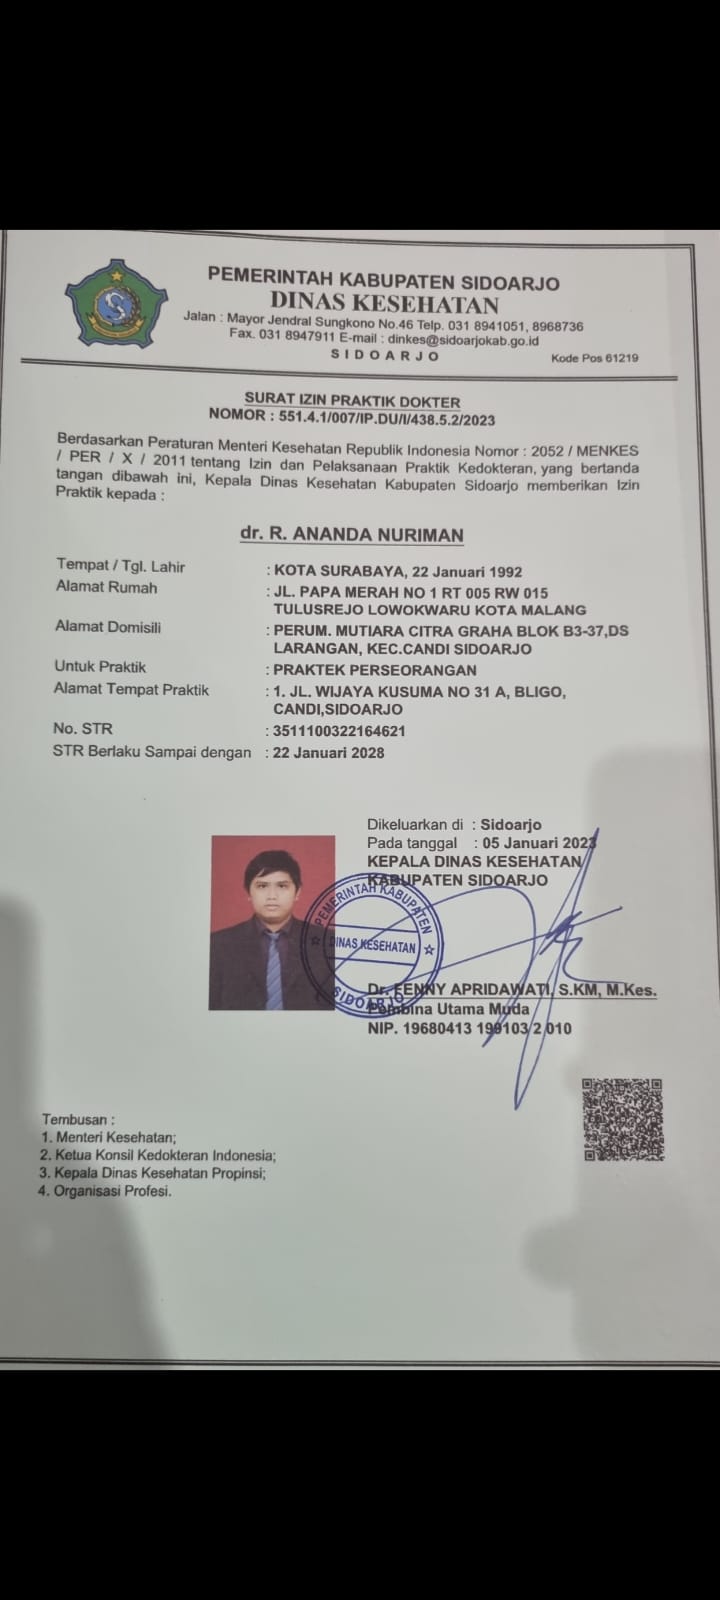 PEMERINTAH KABUPATEN SIDOARJO
DINAS KESEHATAN
Jalan : Mayor Jendral Sungkono No.46 Telp. 031 8941051, 8968736
Fax. 031 8947911 E-mail : dinkes@sidoarjokab.go.id
S I D O A R J O
Kode Pos 61219
SURAT IZIN PRAKTIK DOKTER
NOMOR : 551.4.1/007/IP.DU/I/438.5.2/2023
Berdasarkan Peraturan Menteri Kesehatan Republik Indonesia Nomor : 2052 / MENKES
/ PER / X / 2011 tentang Izin dan Pelaksanaan Praktik Kedokteran, yang bertanda
tangan dibawah ini, Kepala Dinas Kesehatan Kabupaten Sidoarjo memberikan Izin
Praktik kepada :
dr. R. ANANDA NURIMAN
Tempat / Tgl. Lahir : KOTA SURABAYA, 22 Januari 1992
Alamat Rumah : JL. PAPA MERAH NO 1 RT 005 RW 015
TULUSREJO LOWOKWARU KOTA MALANG
Alamat Domisili : PERUM. MUTIARA CITRA GRAHA BLOK B3-37,DS
LARANGAN, KEC.CANDI SIDOARJO
Untuk Praktik : PRAKTEK PERSEORANGAN
Alamat Tempat Praktik : 1. JL. WIJAYA KUSUMA NO 31 A, BLIGO,
CANDI,SIDOARJO
No. STR : 3511100322164621
STR Berlaku Sampai dengan : 22 Januari 2028
Dikeluarkan di : Sidoarjo
Pada tanggal : 05 Januari 2023
KEPALA DINAS KESEHATAN
KABUPATEN SIDOARJO
PEMERINTAH KABUPATEN
DINAS KESEHATAN
SIDOARJO
Dr. FENNY APRIDAWATI, S.KM, M.Kes.
Pembina Utama Muda
NIP. 19680413 199103 2 010
Tembusan :
1. Menteri Kesehatan;
2. Ketua Konsil Kedokteran Indonesia;
3. Kepala Dinas Kesehatan Propinsi;
4. Organisasi Profesi.